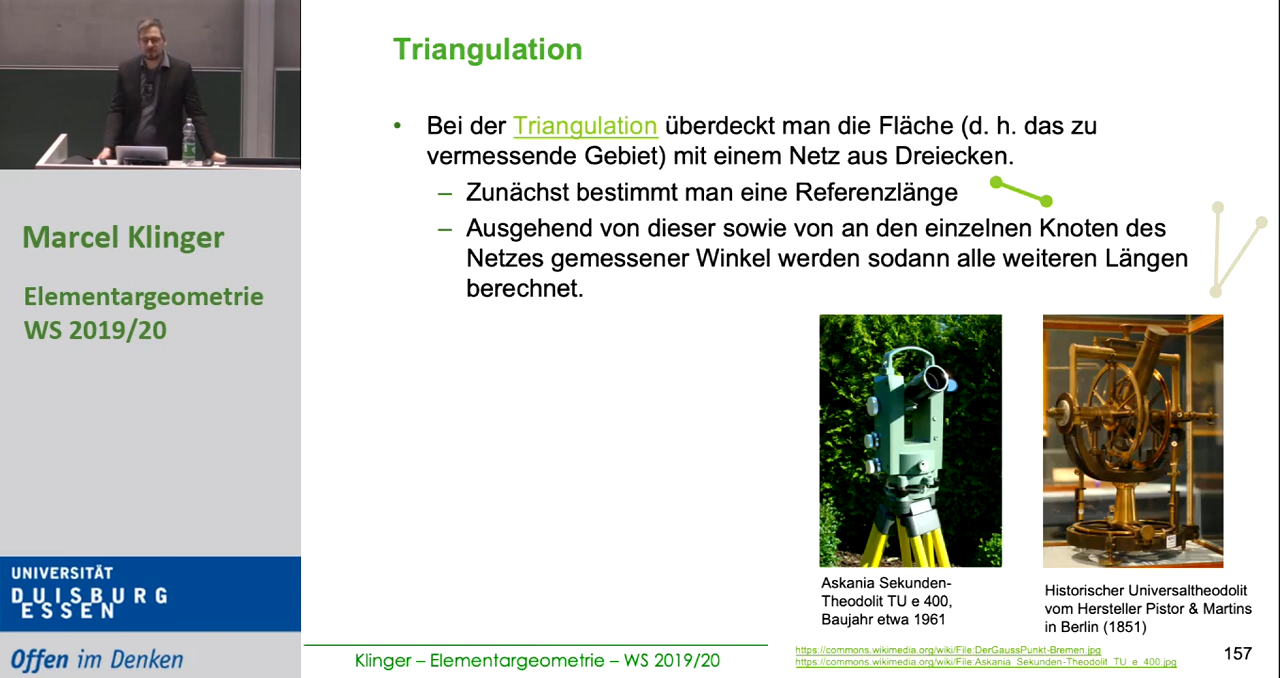 Marcel Klinger
Elementargeometrie
WS 2019/20
UNIVERSITÄT
DUISBURG
ESSEN
Offen im Denken
Triangulation
• Bei der Triangulation überdeckt man die Fläche (d. h. das zu
vermessende Gebiet) mit einem Netz aus Dreiecken.
– Zunächst bestimmt man eine Referenzlänge
– Ausgehend von dieser sowie von an den einzelnen Knoten des
Netzes gemessener Winkel werden sodann alle weiteren Längen
berechnet.
Askania Sekunden-
Theodolit TU e 400,
Baujahr etwa 1961
Historischer Universaltheodolit
vom Hersteller Pistor & Martins
in Berlin (1851)
Klinger – Elementargeometrie – WS 2019/20
https://commons.wikimedia.org/wiki/File:DerGaussPunkt-Bremen.jpg
https://commons.wikimedia.org/wiki/File:Askania_Sekunden-Theodolit_TU_e_400.jpg
157